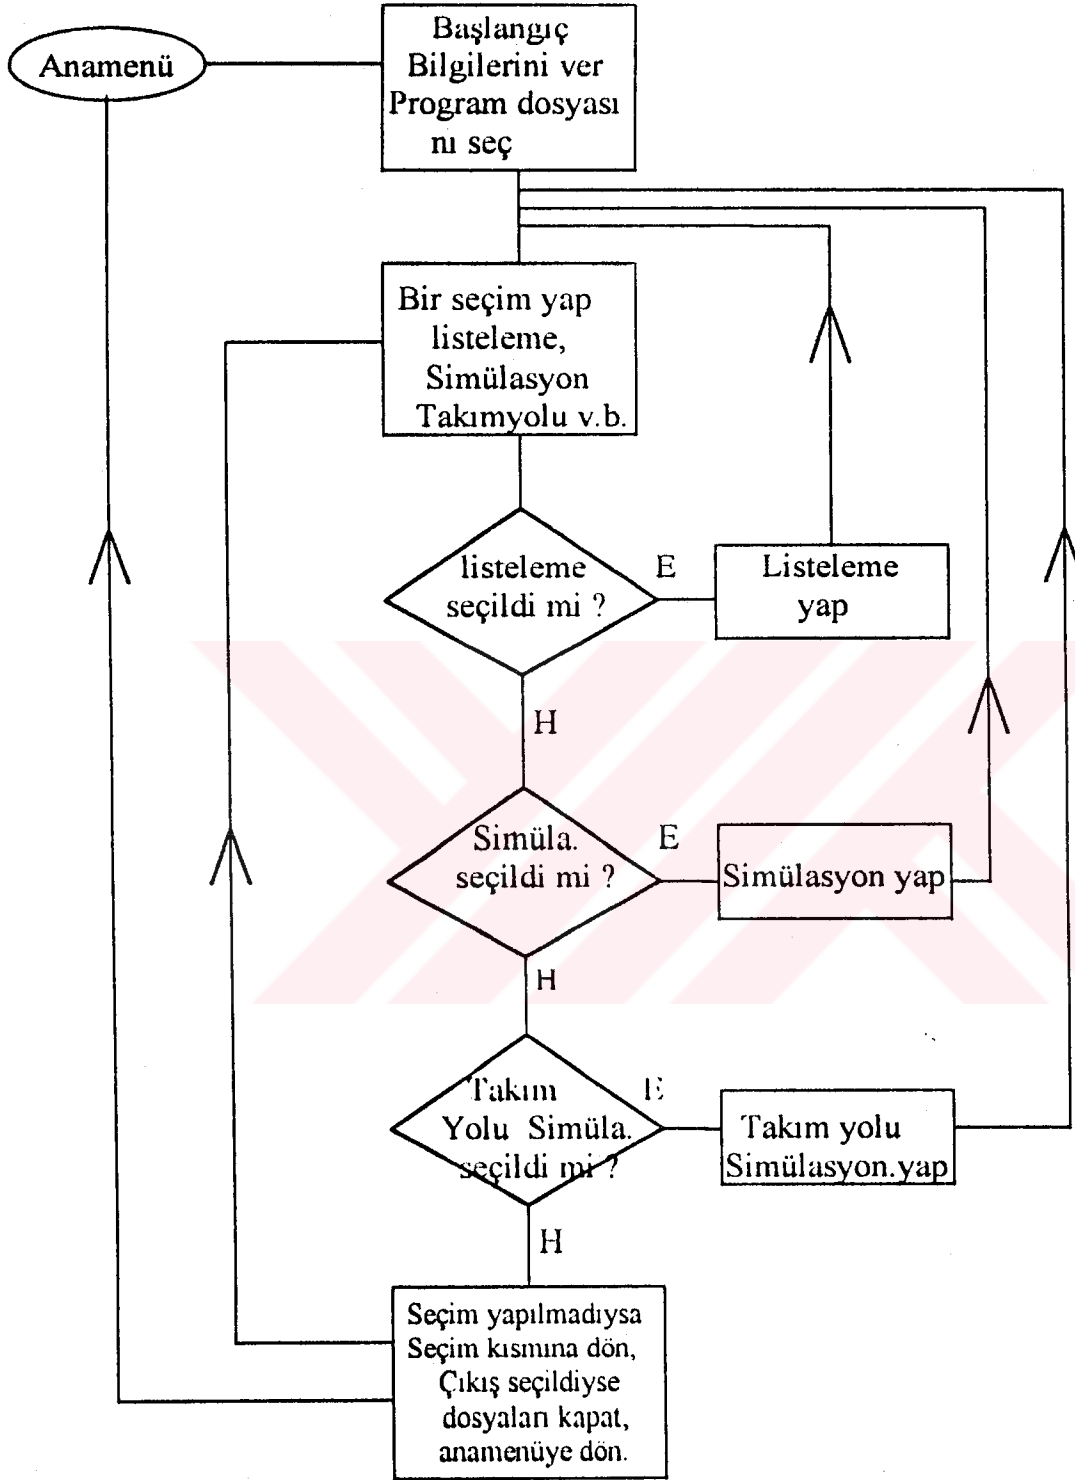 Anamenü
Başlangıç
Bilgilerini ver
Program dosyası
nı seç
Bir seçim yap
listeleme,
Simülasyon
Takımyolu v.b.
listeleme
seçildi mi ?
E
Listeleme
yap
H
Simüla.
seçildi mi ?
E
Simülasyon yap
H
Takım
Yolu Simüla.
seçildi mi ?
E
Takım yolu
Simülasyon.yap
H
Seçim yapılmadıysa
Seçim kısmına dön,
Çıkış seçildiyse
dosyaları kapat,
anamenüye dön.